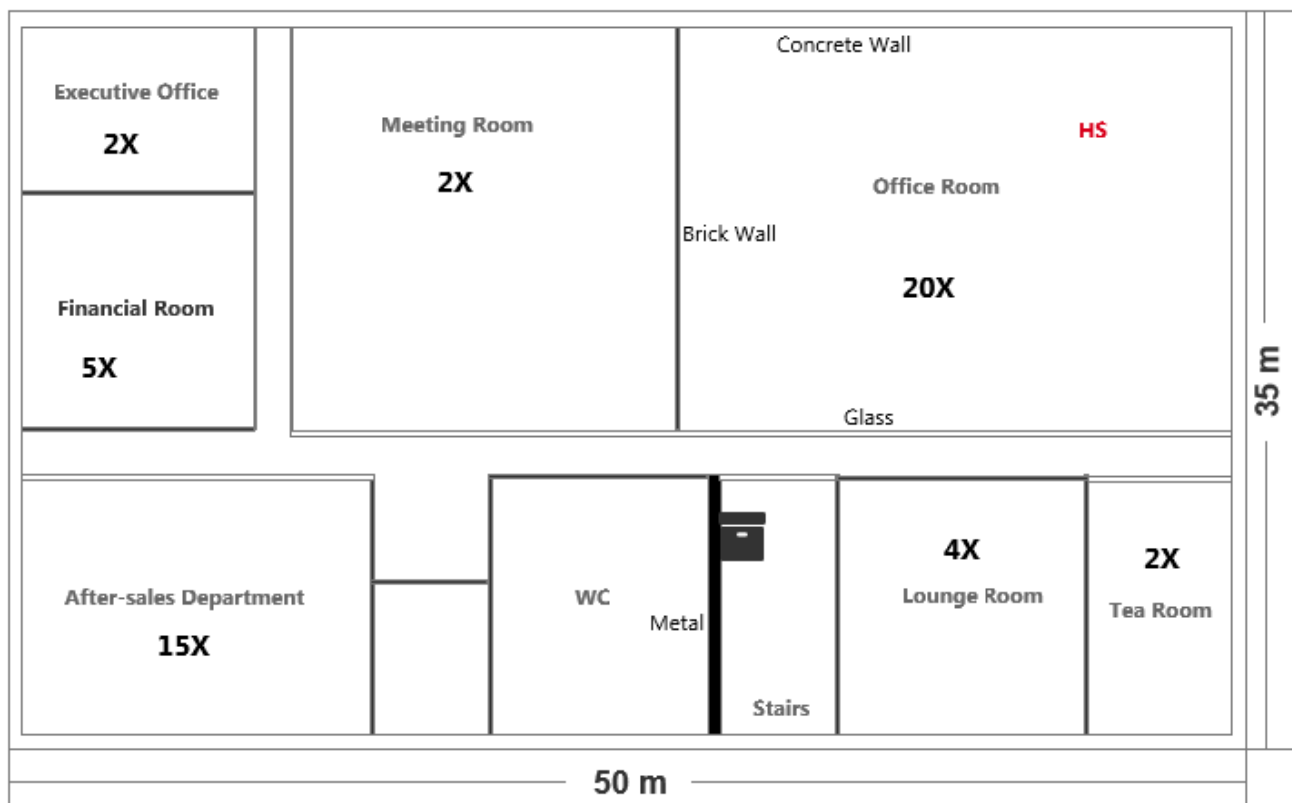 Concrete Wall
Executive Office
2X
Meeting Room
2X
HS
Office Room
Brick Wall
20X
Financial Room
5X
Glass
35 m
After-sales Department
15X
WC
Metal
Stairs
4X
Lounge Room
2X
Tea Room
50 m